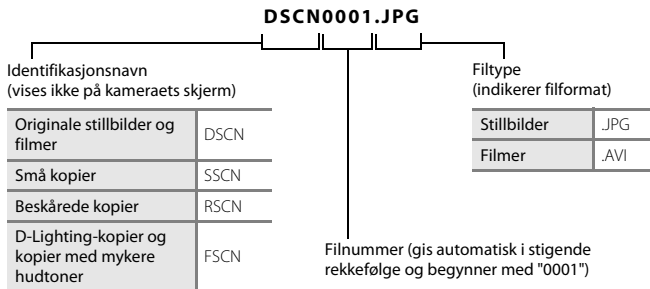 DSCN0001.JPG
Identifikasjonsnavn
(vises ikke på kameraets skjerm)
Originale stillbilder og
filmer
DSCN
Små kopier
SSCN
Beskårede kopier
RSCN
D-Lighting-kopier og
kopier med mykere
hudtoner
FSCN
Filnummer (gis automatisk i stigende
rekkefølge og begynner med "0001")
Filtype
(indikerer filformat)
Stillbilder
.JPG
Filmer
.AVI